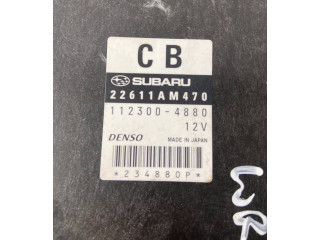 CB
SUBARU
22611AM470
112300-4880
12V
DENSO
MADE IN JAPAN
*234880P*